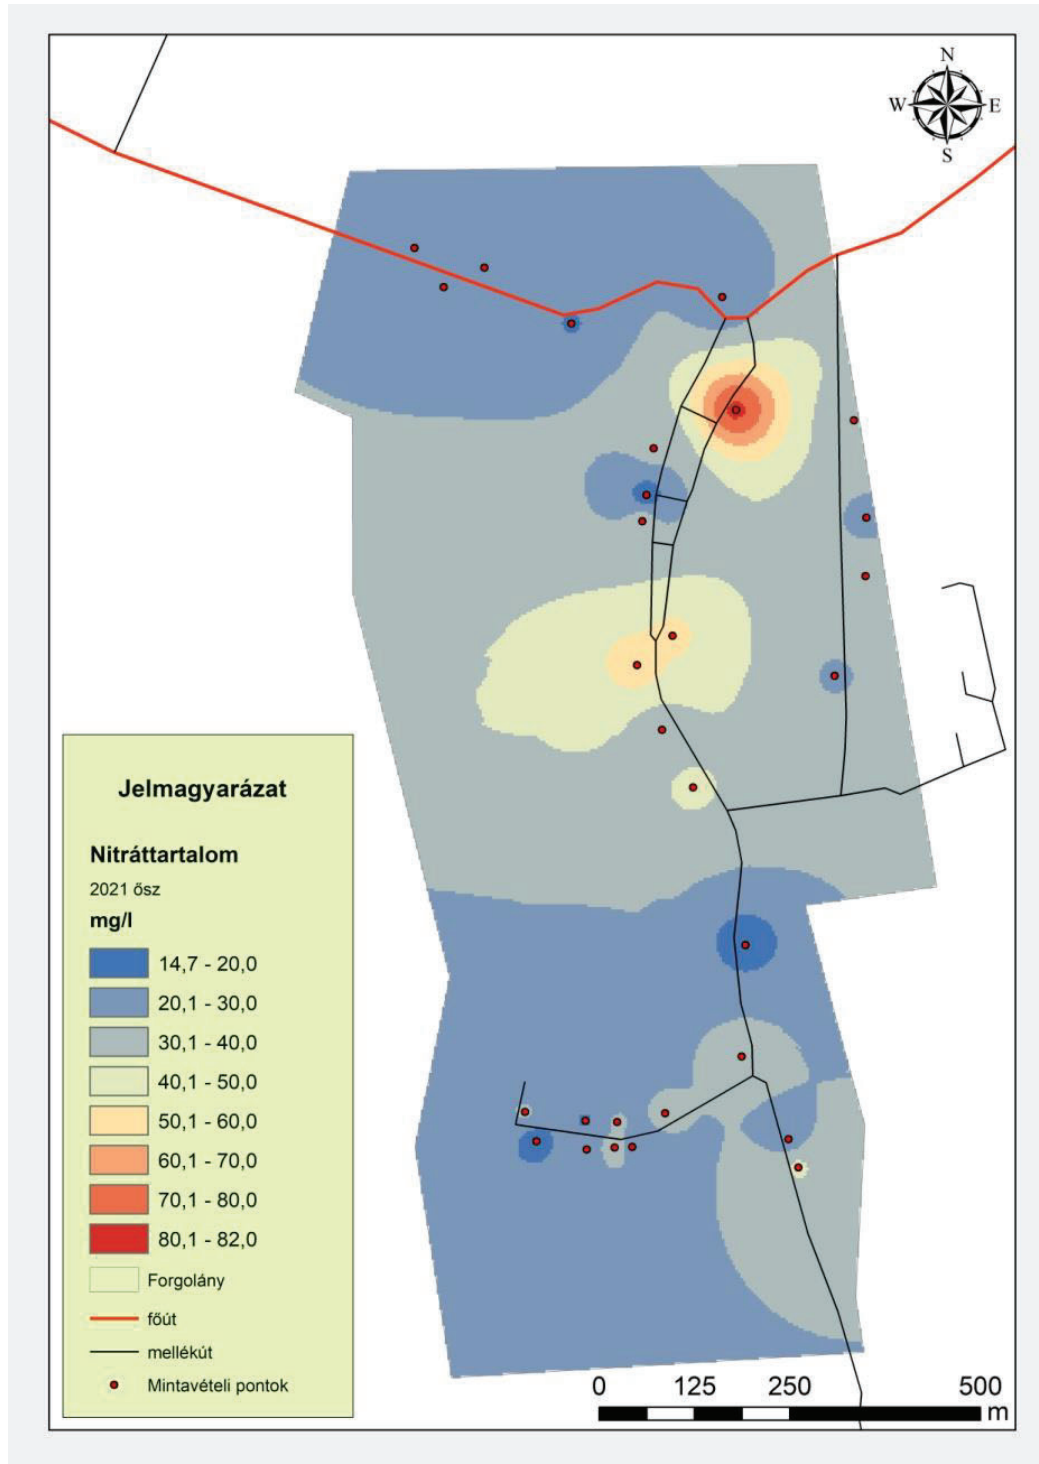 N
W E
S
Jelmagyarázat
Nitráttartalom
2021 ősz
mg/l
14,7 - 20,0
20,1 - 30,0
30,1 - 40,0
40,1 - 50,0
50,1 - 60,0
60,1 - 70,0
70,1 - 80,0
80,1 - 82,0
Forgolány
főút
mellékút
Mintavételi pontok
0 125 250 500
m